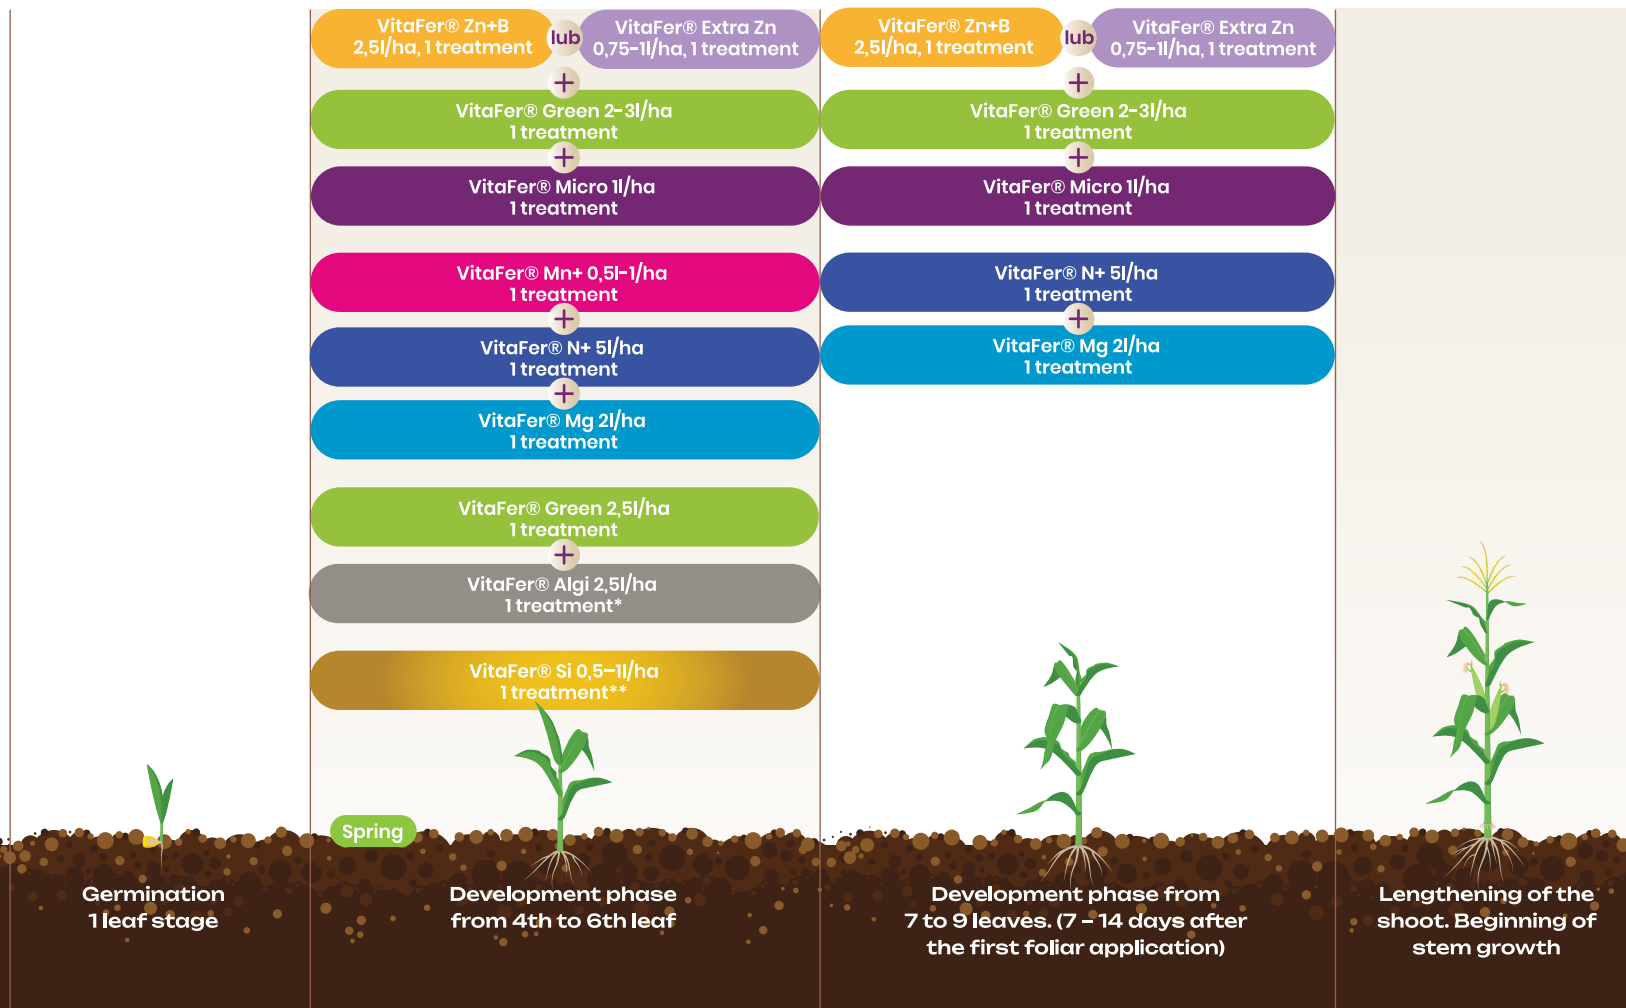 VitaFer® Zn+B
2,5l/ha, 1 treatment
lub
VitaFer® Extra Zn
0,75-1l/ha, 1 treatment
+
VitaFer® Green 2-3l/ha
1 treatment
+
VitaFer® Micro 1l/ha
1 treatment
VitaFer® Mn+ 0,5l-1/ha
1 treatment
+
VitaFer® N+ 5l/ha
1 treatment
+
VitaFer® Mg 2l/ha
1 treatment
VitaFer® Green 2,5l/ha
1 treatment
+
VitaFer® Algi 2,5l/ha
1 treatment*
VitaFer® Si 0,5–1l/ha
1 treatment**
VitaFer® Zn+B
2,5l/ha, 1 treatment
lub
VitaFer® Extra Zn
0,75-1l/ha, 1 treatment
+
VitaFer® Green 2-3l/ha
1 treatment
+
VitaFer® Micro 1l/ha
1 treatment
VitaFer® N+ 5l/ha
1 treatment
+
VitaFer® Mg 2l/ha
1 treatment
Spring
Germination
1 leaf stage
Development phase
from 4th to 6th leaf
Development phase from
7 to 9 leaves. (7 – 14 days after
the first foliar application)
Lengthening of the
shoot. Beginning of
stem growth